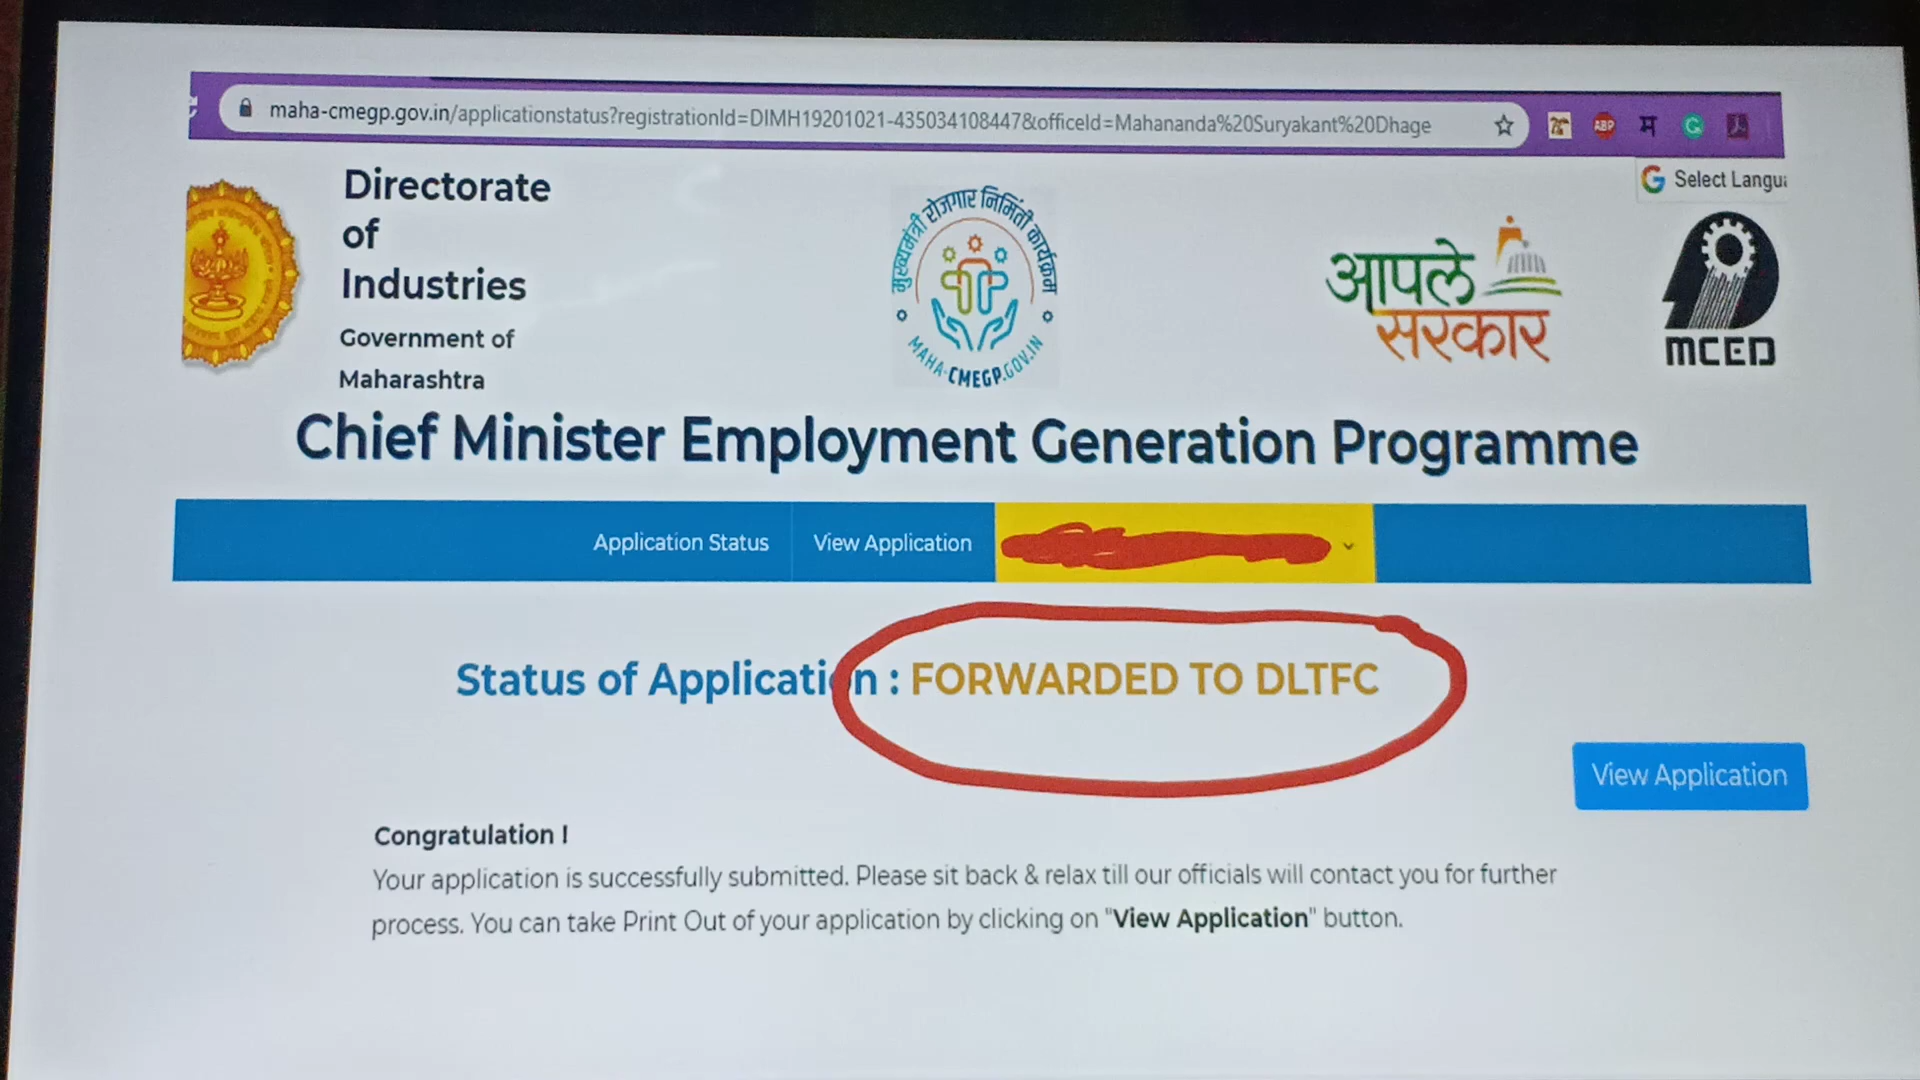 maha-cmegp.gov.in/applicationstatus?registrationId=DIMH19201021-435034108447&officeId=Mahananda%20Suryakant%20Dhage
ABP
म
G
G Select Langu
Directorate
of
Industries
Government of
Maharashtra
मुख्यमंत्री रोजगार निर्मिती कार्यक्रम
MAHA-CMEGP.GOV.IN
आपले
सरकार
MCED
Chief Minister Employment Generation Programme
Application Status View Application
Status of Application : FORWARDED TO DLTFC
View Application
Congratulation !
Your application is successfully submitted. Please sit back & relax till our officials will contact you for further
process. You can take Print Out of your application by clicking on "View Application" button.